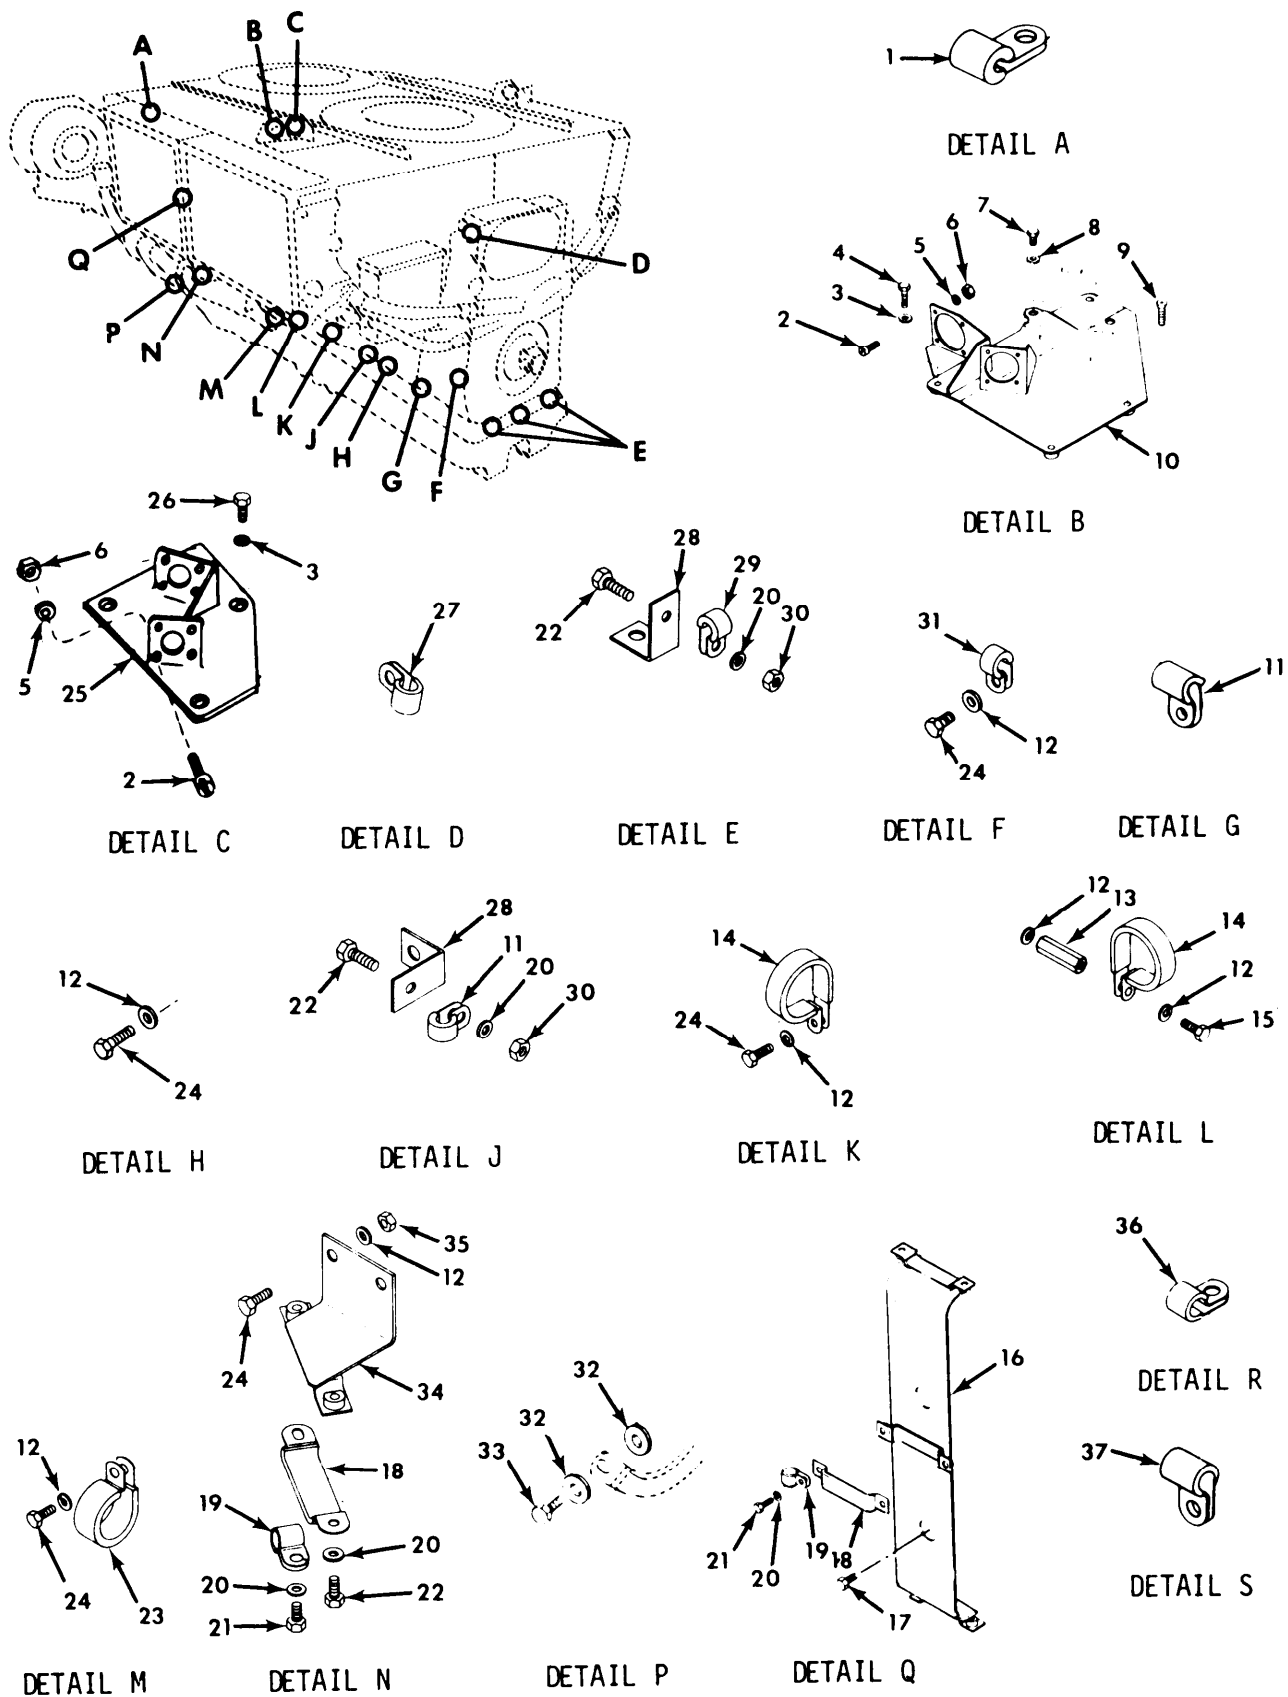 A
B
C
Q
P
N
M
L
K
J
H
G
F
E
D
1
DETAIL A
2
3
4
5
6
7
8
9
10
DETAIL B
26
3
6
5
25
2
DETAIL C
27
DETAIL D
28
22
29
20
30
DETAIL E
31
12
24
DETAIL F
11
DETAIL G
12
24
DETAIL H
28
22
11
20
30
DETAIL J
14
24
12
DETAIL K
12
13
14
12
15
DETAIL L
12
24
23
DETAIL M
35
12
24
34
18
19
20
20
22
21
DETAIL N
32
32
33
DETAIL P
16
21
20
19
18
17
DETAIL Q
36
DETAIL R
37
DETAIL S